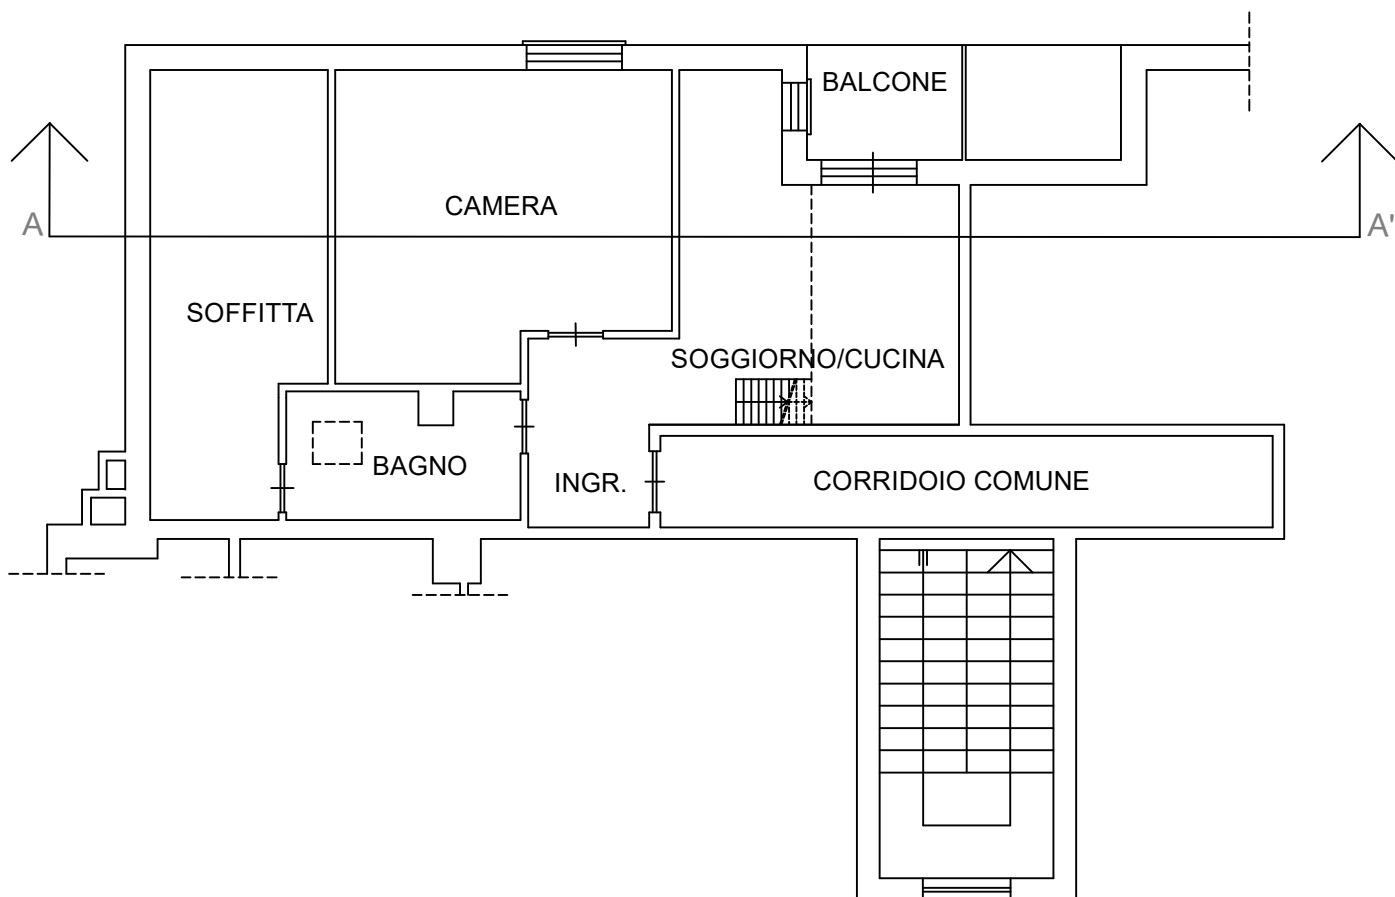 BALCONE
CAMERA
A
A'
SOFFITTA
SOGGIORNO/CUCINA
BAGNO
INGR.
CORRIDOIO COMUNE